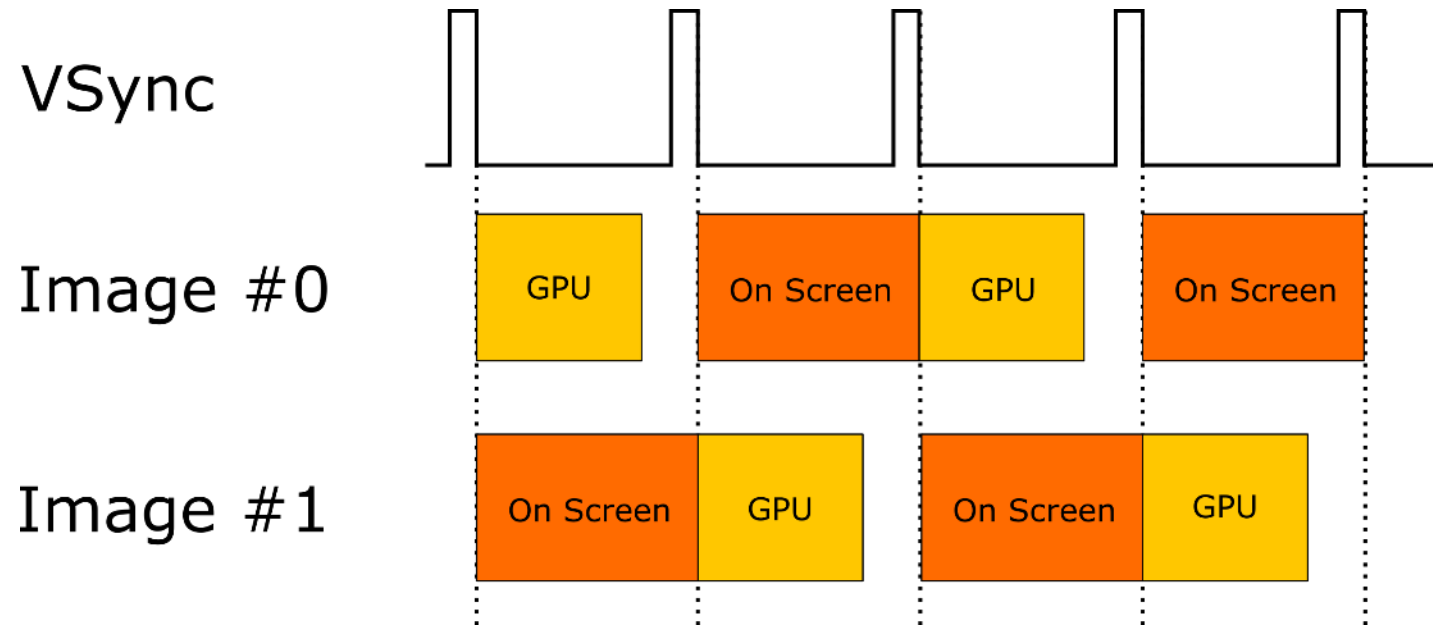 VSync
Image #0
GPU
On Screen
GPU
On Screen
Image #1
On Screen
GPU
On Screen
GPU